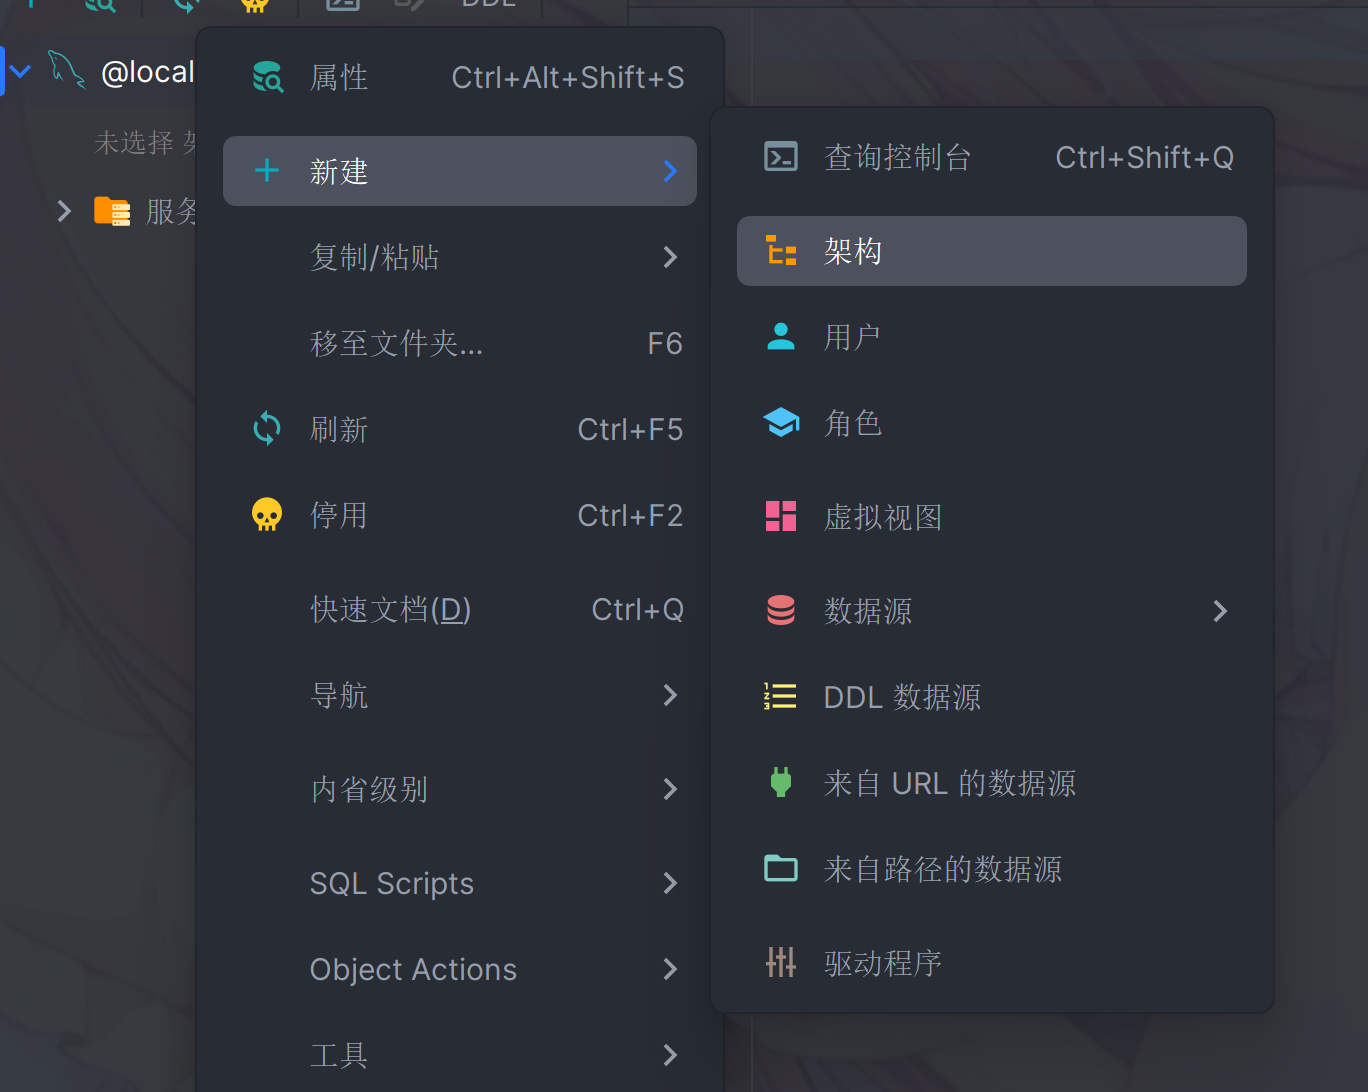 DDL
@local
属性 Ctrl+Alt+Shift+S
未选择
新建
服务
复制/粘贴
移至文件夹... F6
刷新 Ctrl+F5
停用 Ctrl+F2
快速文档(D) Ctrl+Q
导航
内省级别
SQL Scripts
Object Actions
工具
查询控制台 Ctrl+Shift+Q
架构
用户
角色
虚拟视图
数据源
DDL 数据源
来自 URL 的数据源
来自路径的数据源
驱动程序